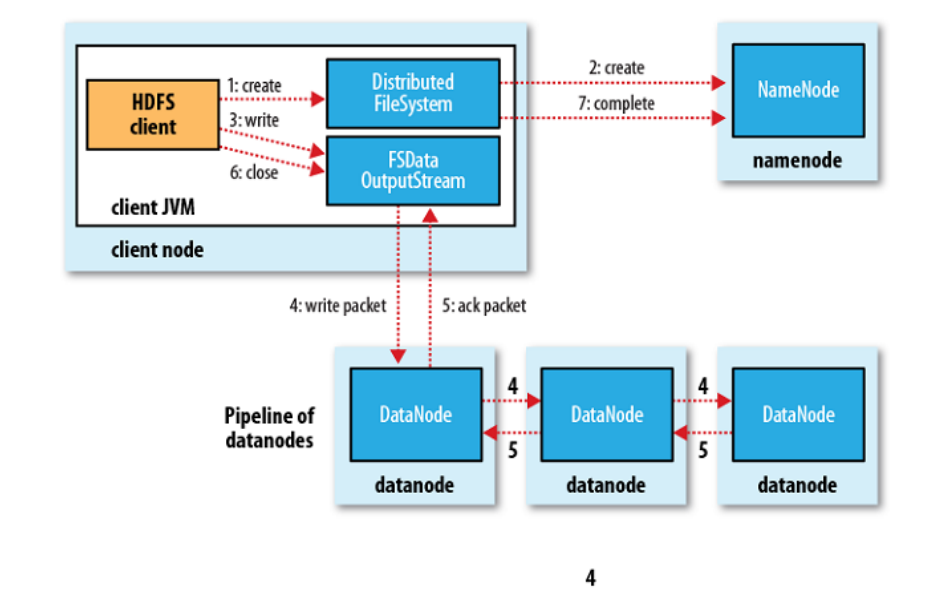 HDFS
client
1: create
3: write
6: close
Distributed
FileSystem
FSData
OutputStream
client JVM
client node
2: create
7: complete
NameNode
namenode
4: write packet
5: ack packet
Pipeline of
datanodes
DataNode
4
5
DataNode
4
5
DataNode
datanode
datanode
datanode
4